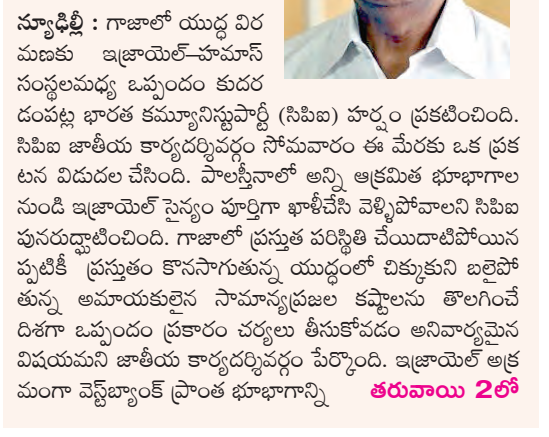 న్యూఢిల్లీ : గాజాలో యుద్ధ విర
మణకు ఇజ్రాయెల్–హమాస్
సంస్థలమధ్య ఒప్పందం కుదర
డంపట్ల భారత కమ్యూనిస్టుపార్టీ (సిపిఐ) హర్షం ప్రకటించింది.
సిపిఐ జాతీయ కార్యదర్శివర్గం సోమవారం ఈ మేరకు ఒక ప్రక
టన విడుదల చేసింది. పాలస్తీనాలో అన్ని ఆక్రమిత భూభాగాల
నుండి ఇజ్రాయెల్ సైన్యం పూర్తిగా ఖాళీచేసి వెళ్ళిపోవాలని సిపిఐ
పునరుద్ఘాటించింది. గాజాలో ప్రస్తుత పరిస్థితి చేయిదాటిపోయిన
ప్పటికీ ప్రస్తుతం కొనసాగుతున్న యుద్ధంలో చిక్కుకుని బలైపో
తున్న అమాయకులైన సామాన్యప్రజల కష్టాలను తొలగించే
దిశగా ఒప్పందం ప్రకారం చర్యలు తీసుకోవడం అనివార్యమైన
విషయమని జాతీయ కార్యదర్శివర్గం పేర్కొంది. ఇజ్రాయెల్ అక్ర
మంగా వెస్ట్‌బ్యాంక్ ప్రాంత భూభాగాన్ని తరువాయి 2లో